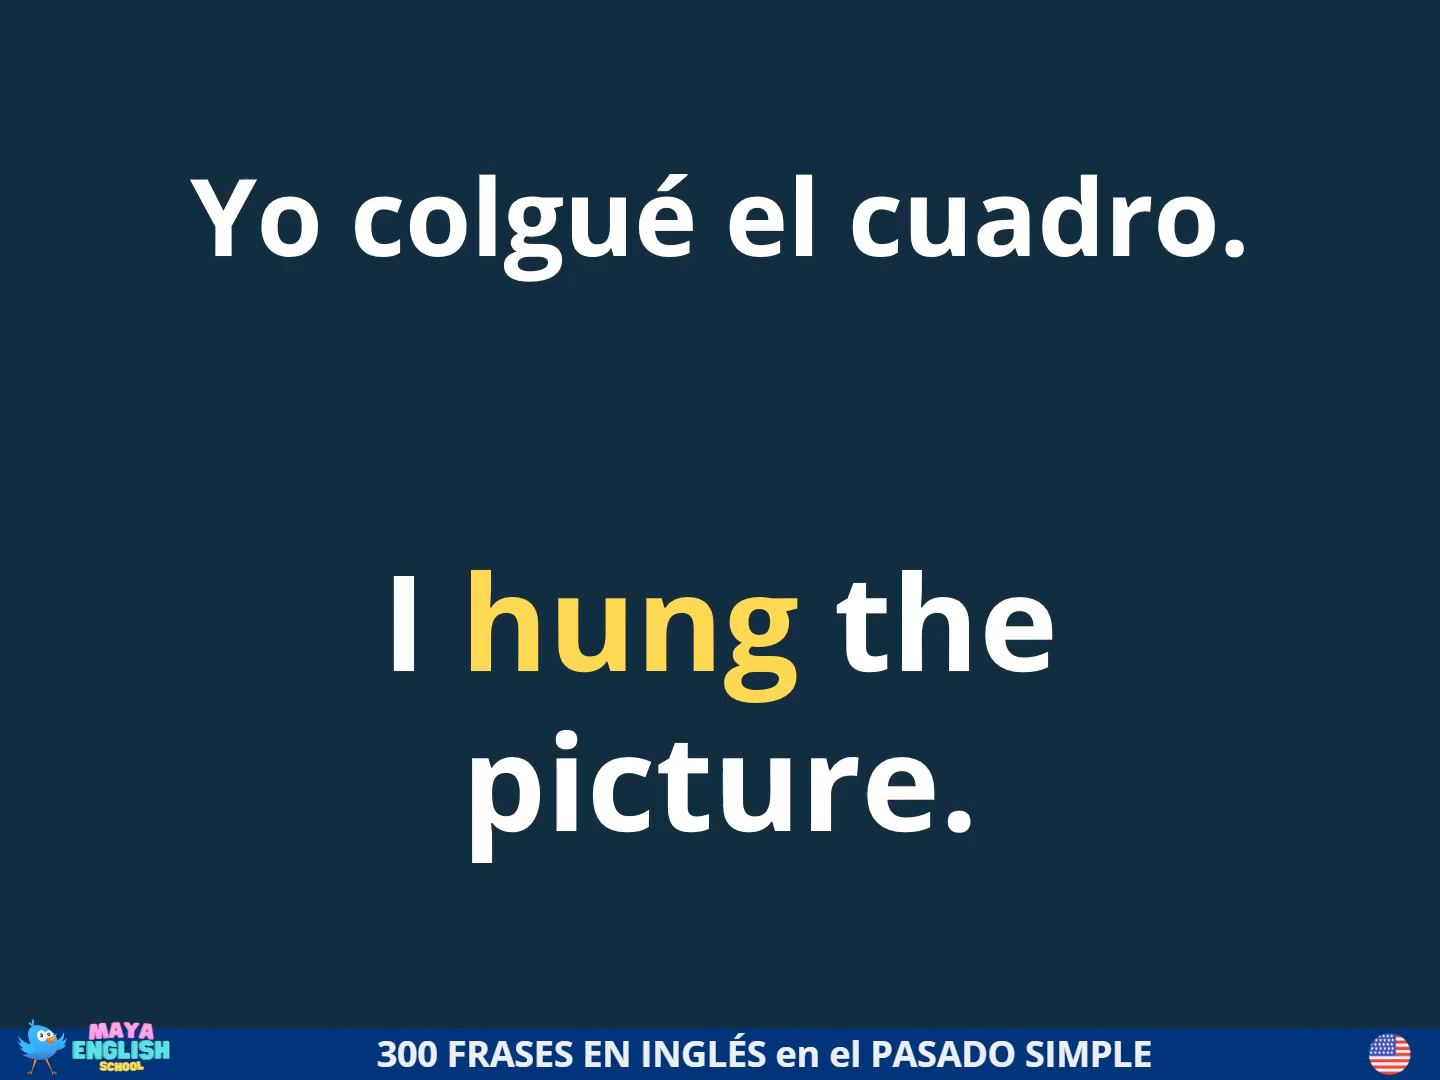 Yo colgué el cuadro.
I hung the
picture.
MAYA
ENGLISH
SCHOOL
300 FRASES EN INGLÉS en el PASADO SIMPLE